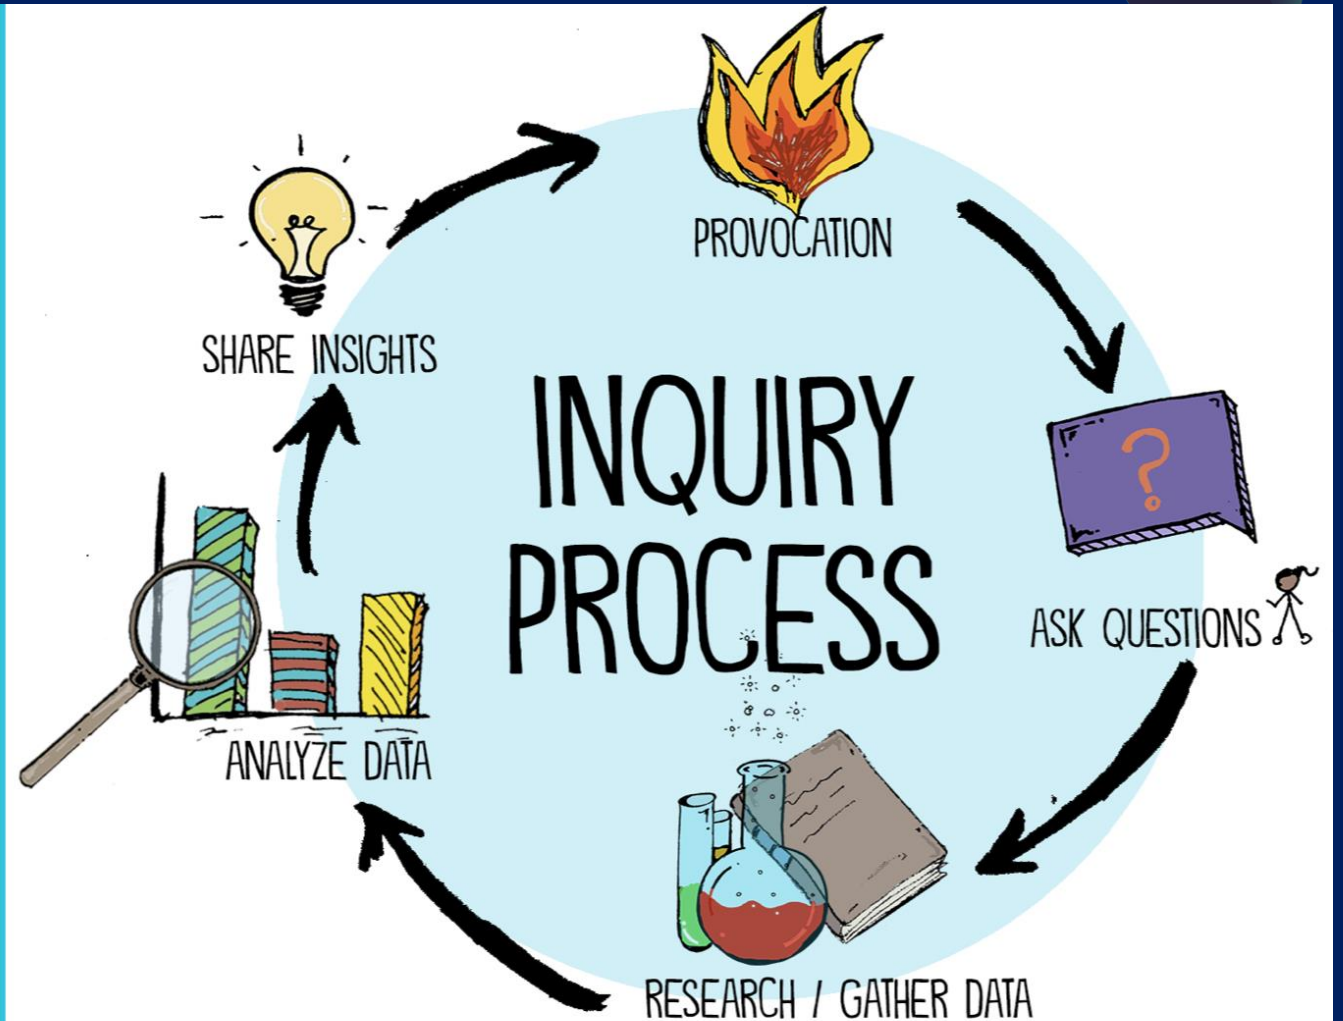 PROVOCATION
SHARE INSIGHTS
INQUIRY
PROCESS
?
ASK QUESTIONS
ANALYZE DATA
RESEARCH / GATHER DATA